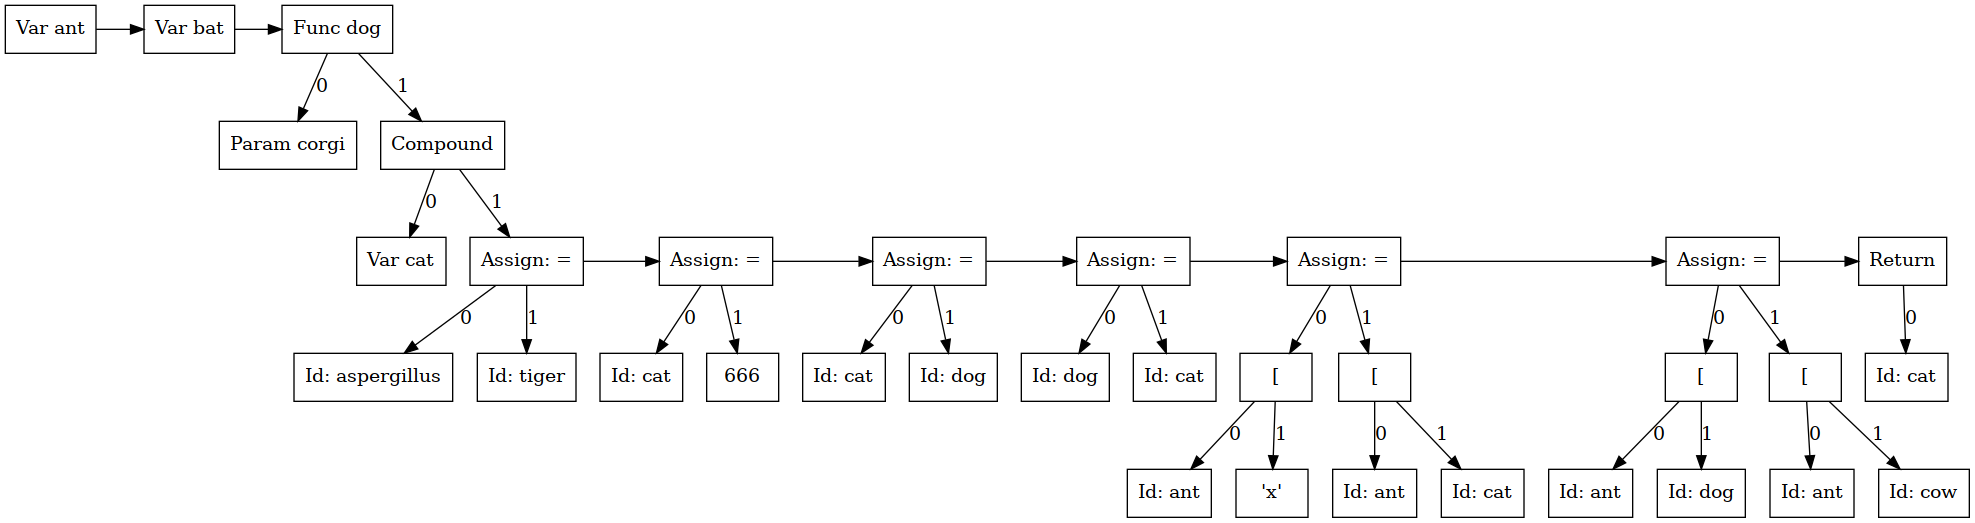 Var ant
Var bat
Func dog
0
1
Param corgi
Compound
0
1
Var cat
Assign: =
Assign: =
Assign: =
Assign: =
Assign: =
Assign: =
Return
0
1
0
1
0
1
0
1
0
1
0
1
0
Id: aspergillus
Id: tiger
Id: cat
666
Id: cat
Id: dog
Id: dog
Id: cat
[
[
[
[
Id: cat
0
1
0
1
0
1
0
1
Id: ant
'x'
Id: ant
Id: cat
Id: ant
Id: dog
Id: ant
Id: cow